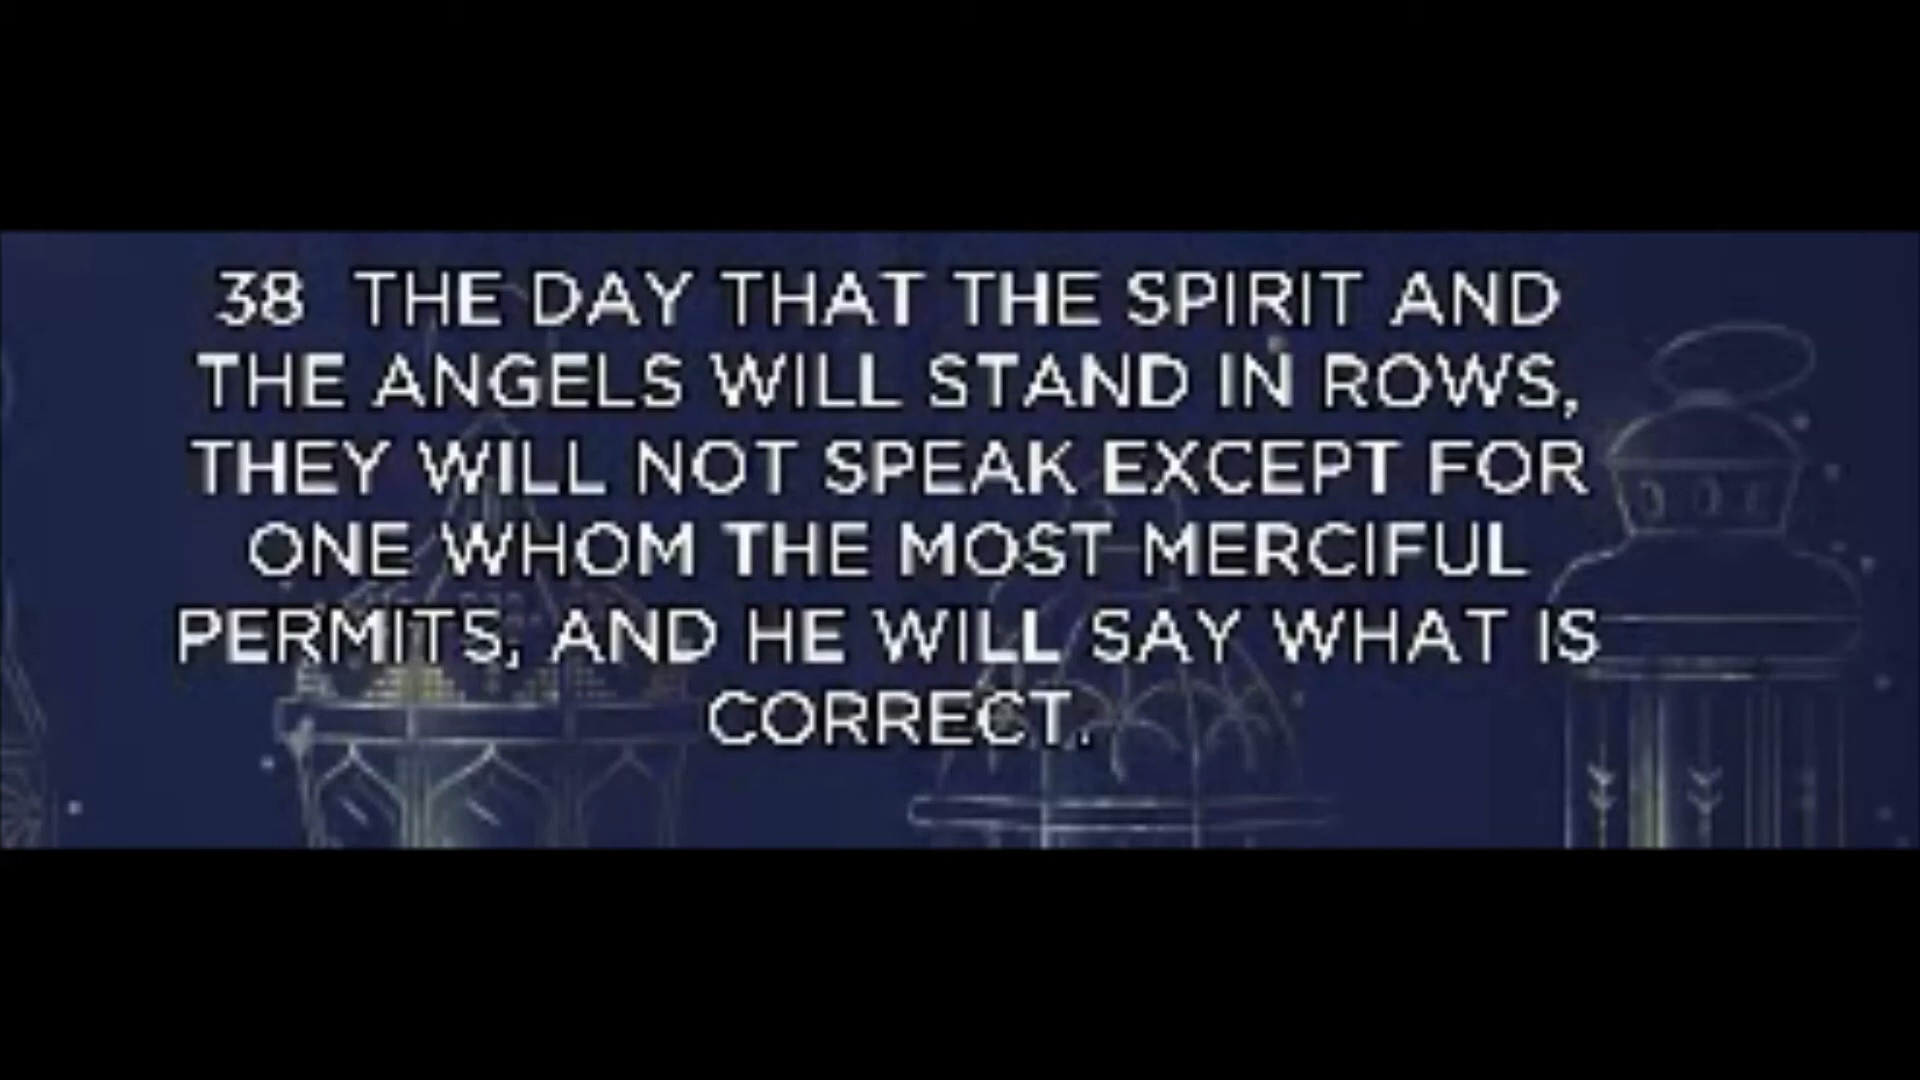 38 THE DAY THAT THE SPIRIT AND
THE ANGELS WILL STAND IN ROWS,
THEY WILL NOT SPEAK EXCEPT FOR
ONE WHOM THE MOST MERCIFUL
PERMITS, AND HE WILL SAY WHAT IS
CORRECT.